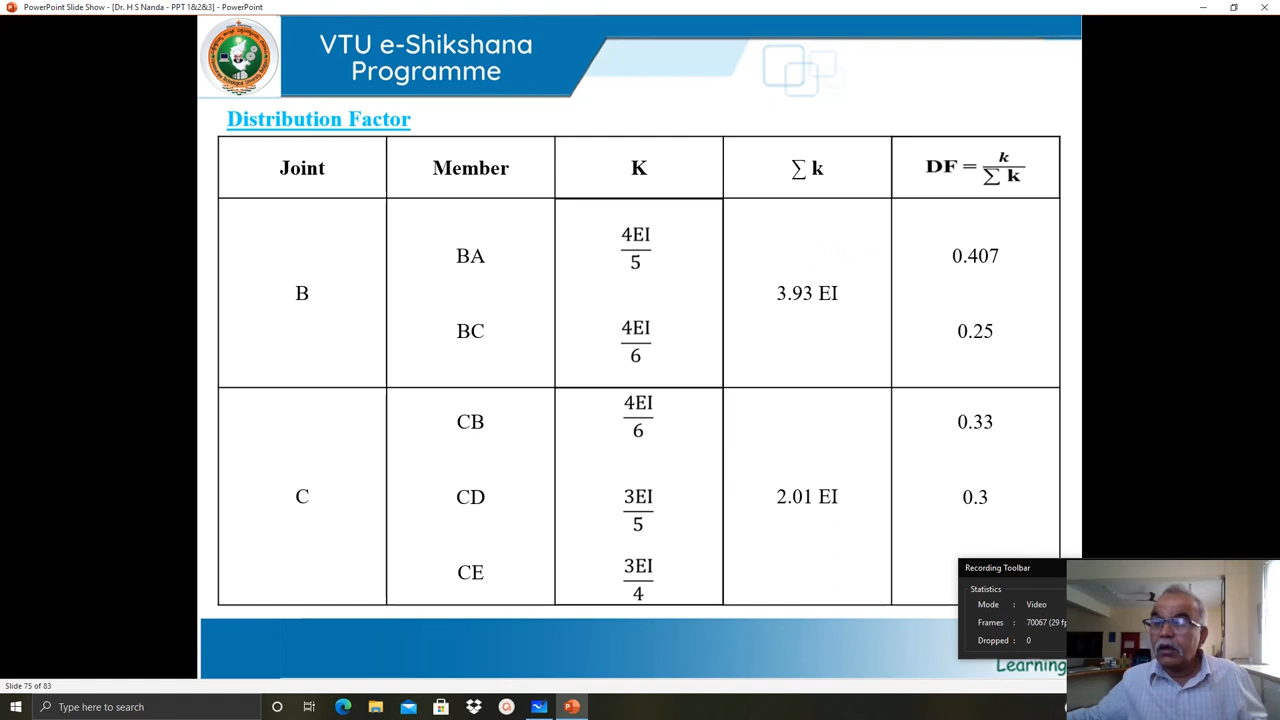 PowerPoint Slide Show - [Dr. H S Nanda - PPT 1&2&3] - PowerPoint
VTU e-Shikshana
Programme
Distribution Factor
Joint Member K ∑ k DF = k / ∑ k
B
BA 4EI/5 0.407
3.93 EI
BC 4EI/6 0.25
CB 4EI/6 0.33
C CD 3EI/5 2.01 EI 0.3
CE 3EI/4
Recording Toolbar
Statistics
Mode : Video
Frames : 70067 (29
Dropped : 0
Learning
Slide 75 of 83
Type here to search